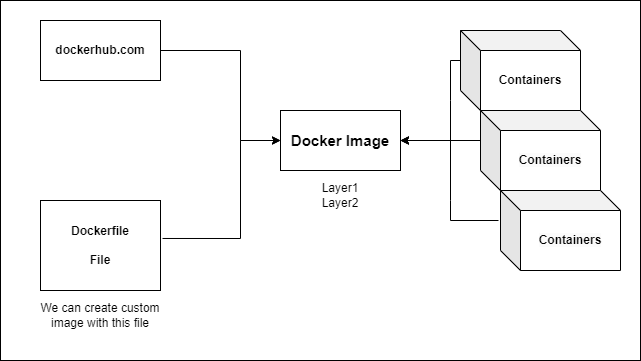 dockerhub.com
Docker Image
Layer1
Layer2
Dockerfile
File
We can create custom
image with this file
Containers
Containers
Containers